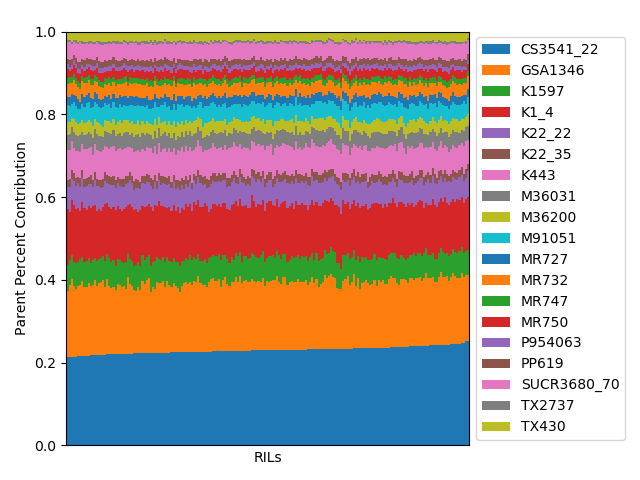 1.0
0.8
0.6
0.4
0.2
0.0
Parent Percent Contribution
RILs
CS3541_22
GSA1346
K1597
K1_4
K22_22
K22_35
K443
M36031
M36200
M91051
MR727
MR732
MR747
MR750
P954063
PP619
SUCR3680_70
TX2737
TX430